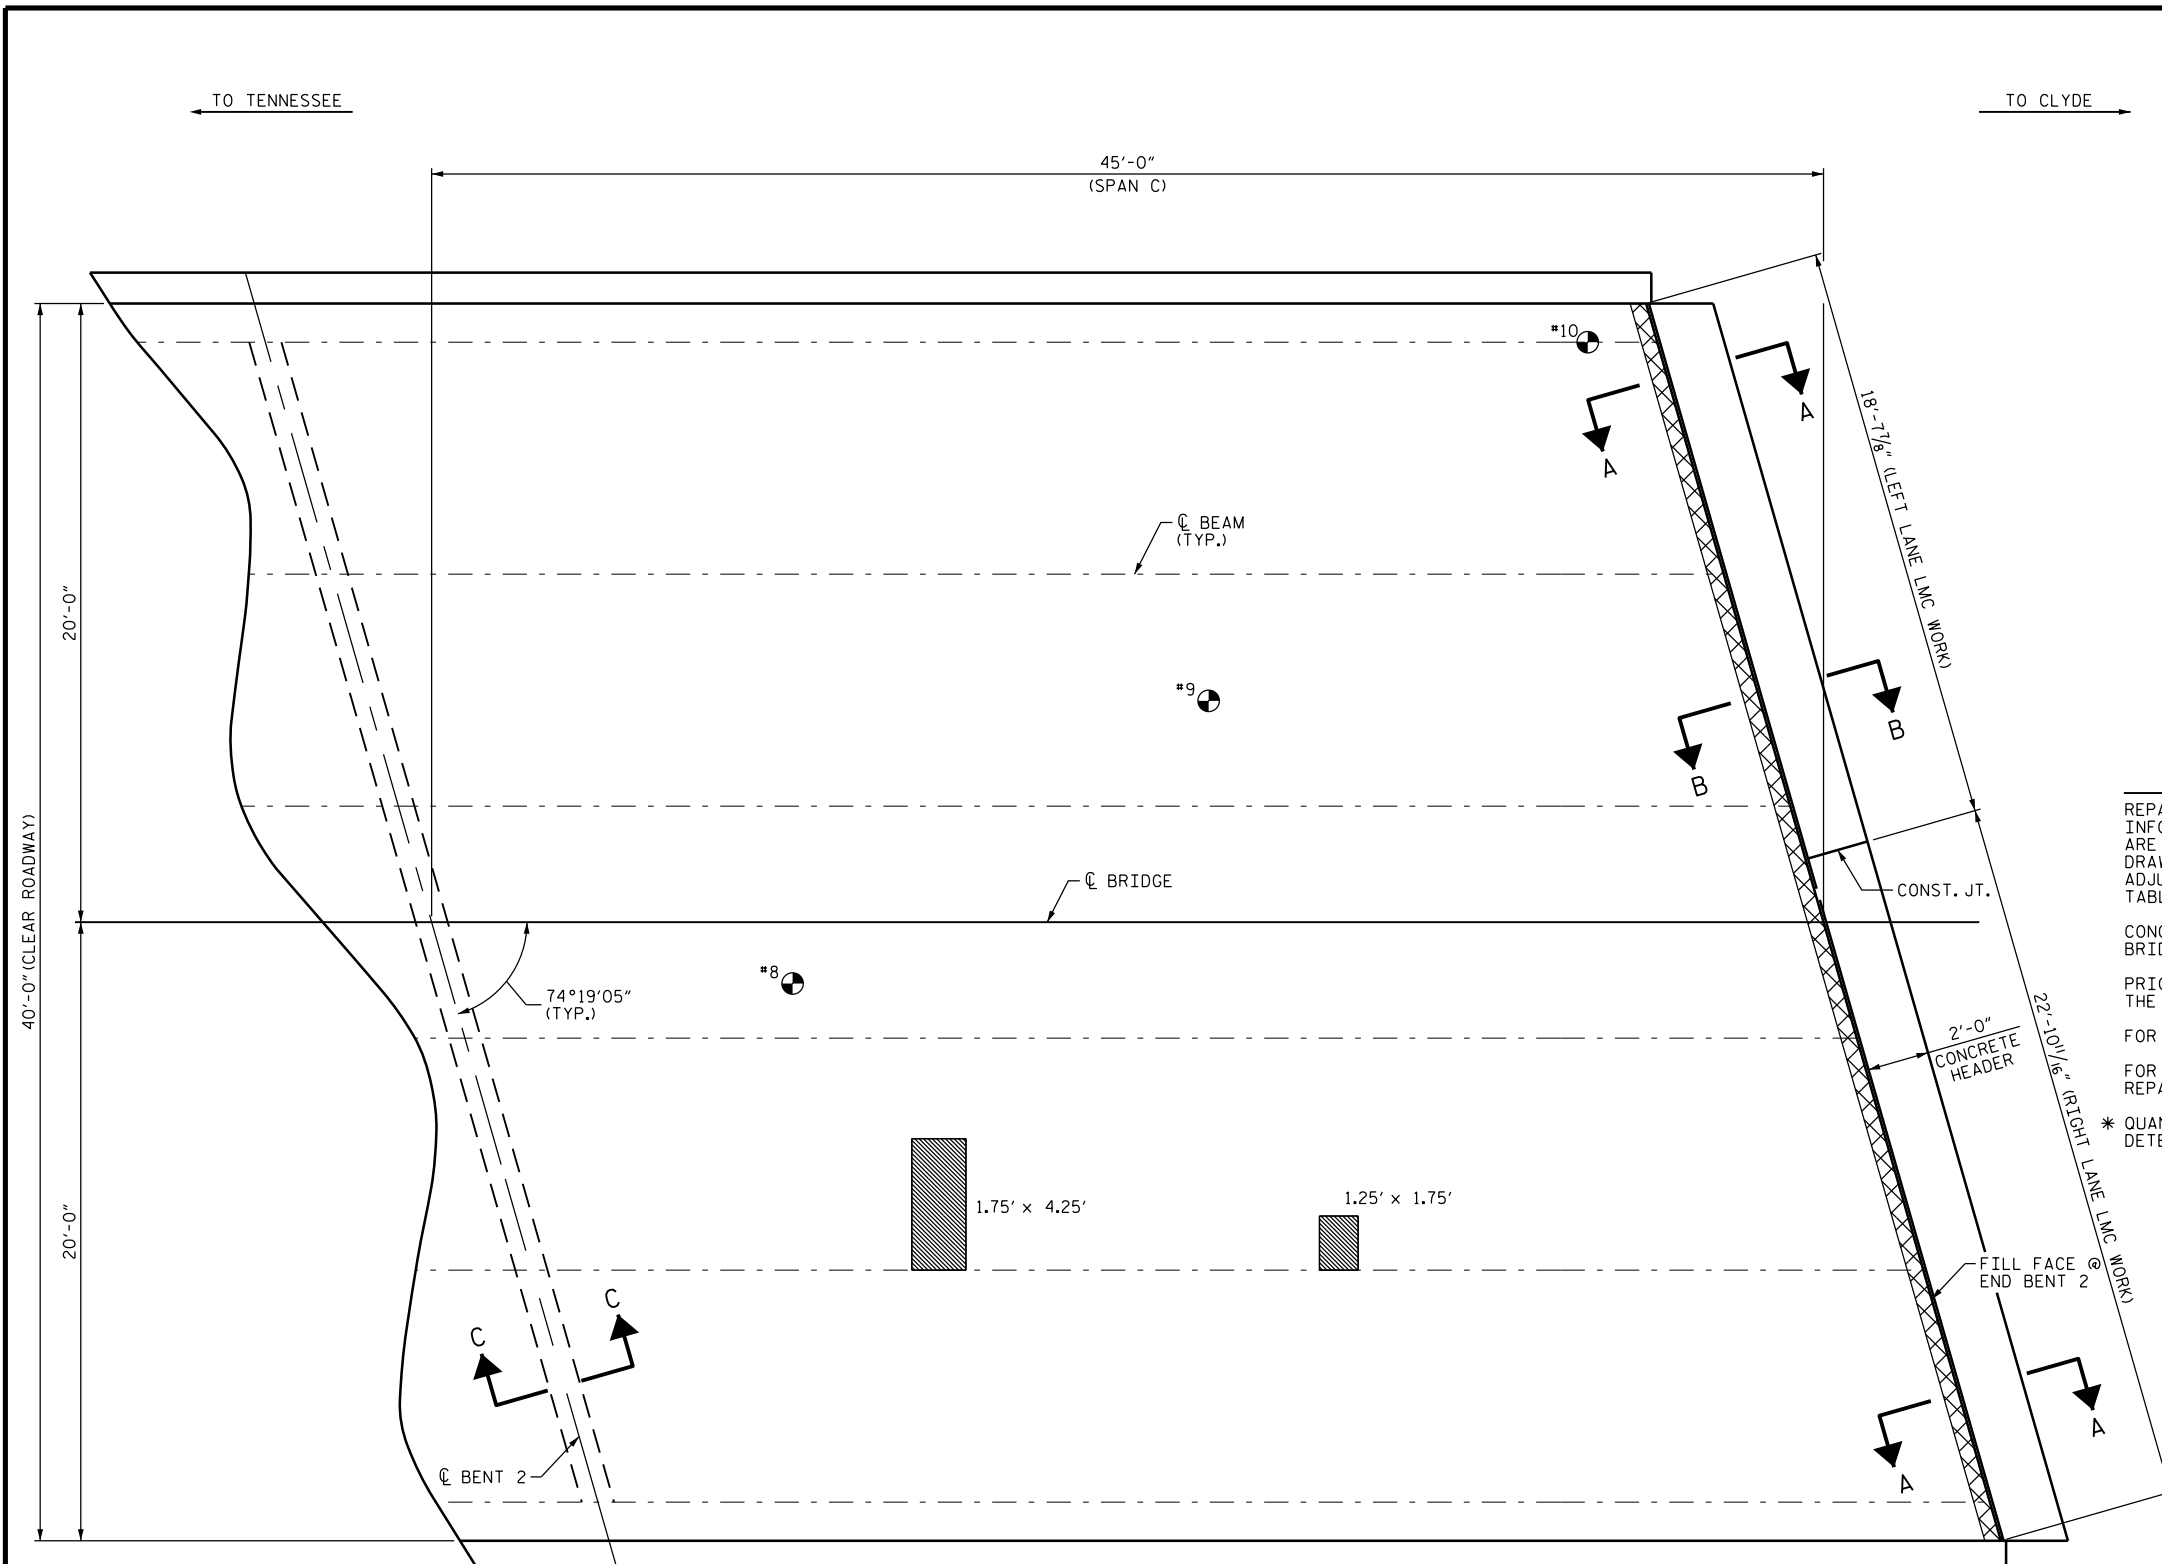 TO TENNESSEE
TO CLYDE
45'-0"
(SPAN C)
#10
A
A
18'-7 7/8" (LEFT LANE LMC WORK)
℄ BEAM
(TYP.)
20'-0"
#9
B
B
40'-0" (CLEAR ROADWAY)
℄ BRIDGE
CONST. JT.
#8
74°19'05"
(TYP.)
2'-0"
CONCRETE
HEADER
22'-10 11/16" (RIGHT LANE LMC WORK)
REPA
INFO
ARE
DRAW
ADJU
TABL
CONC
BRID
PRIO
THE
FOR
FOR
REPA
* QUAN
DETE
20'-0"
1.75' x 4.25'
1.25' x 1.75'
FILL FACE @
END BENT 2
C
C
℄ BENT 2
A
A